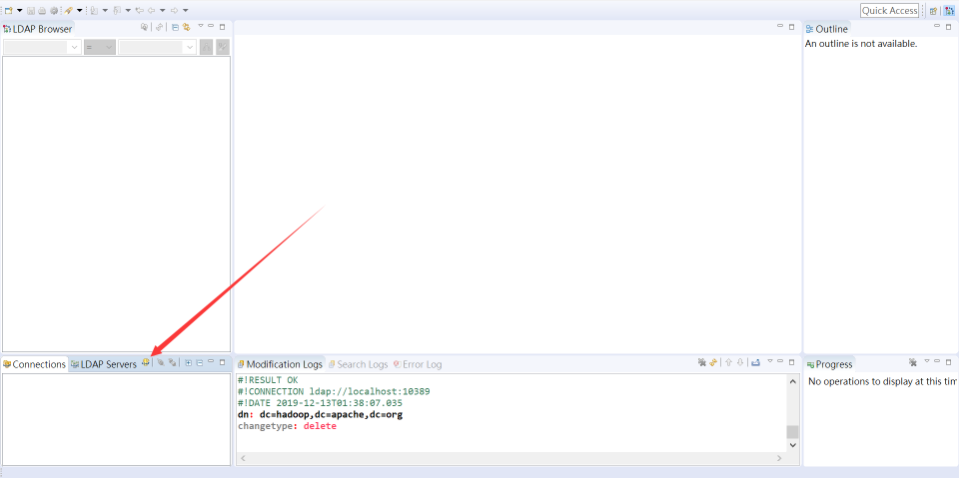 Quick Access
LDAP Browser
=
Outline
An outline is not available.
Connections
LDAP Servers
Modification Logs
Search Logs
Error Log
#!RESULT OK
#!CONNECTION ldap://localhost:10389
#!DATE 2019-12-13T01:38:07.035
dn: dc=hadoop,dc=apache,dc=org
changetype: delete
Progress
No operations to display at this tim